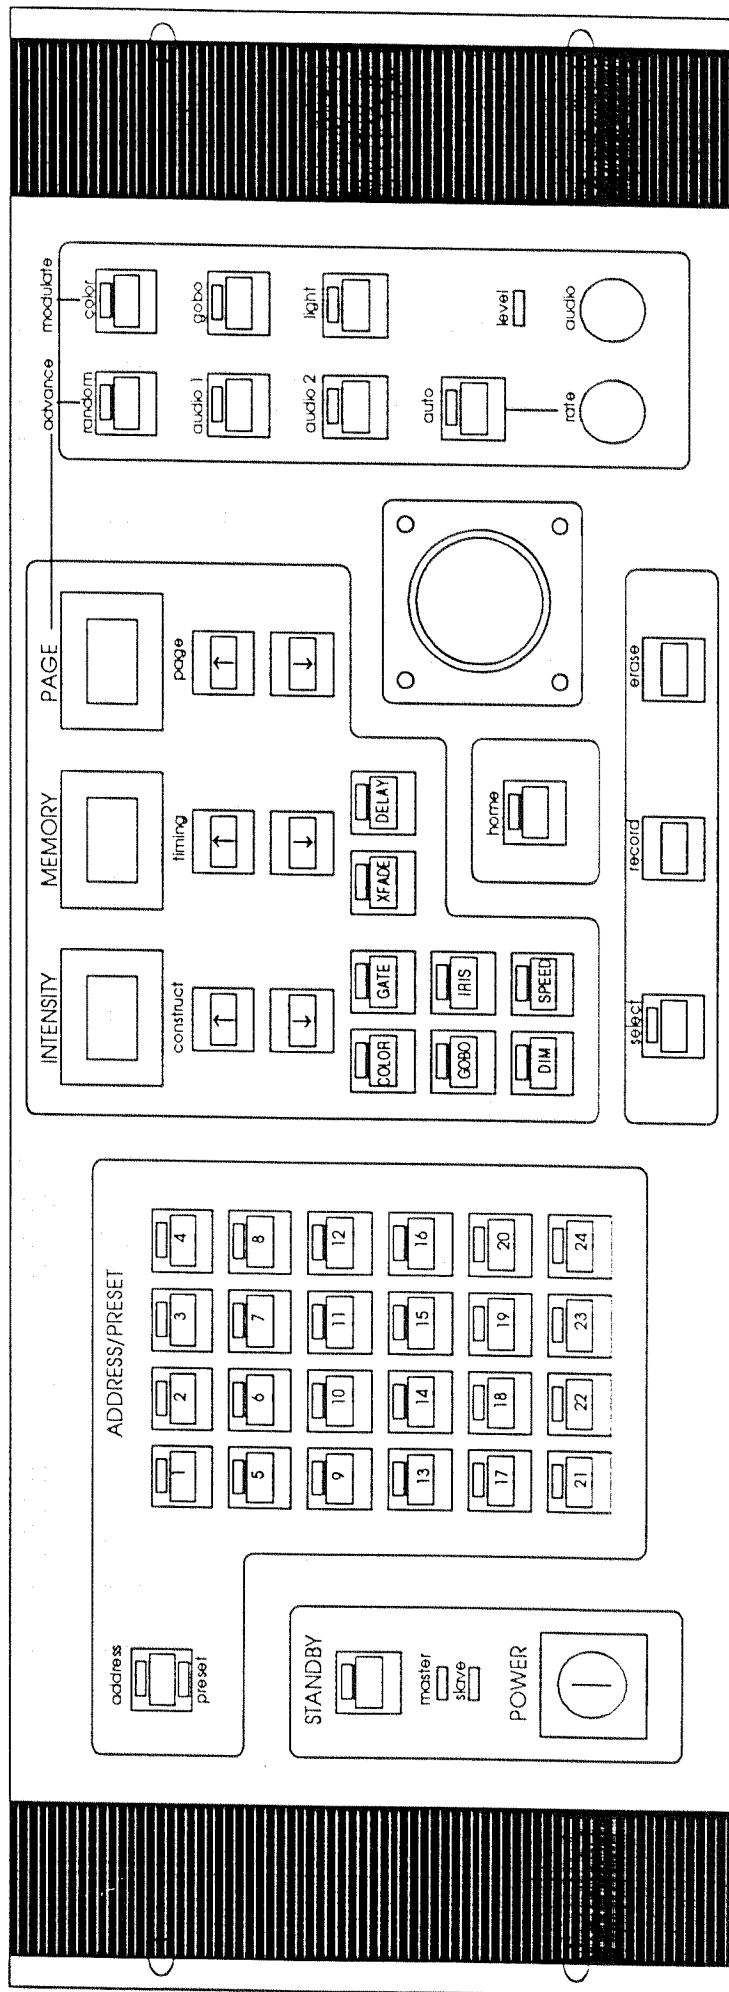 address
preset
STANDBY
master
slave
POWER
ADDRESS/PRESET
1 2 3 4
5 6 7 8
9 10 11 12
13 14 15 16
17 18 19 20
21 22 23 24
INTENSITY MEMORY PAGE
construct timing page
↑ ↑ ↑
↓ ↓ ↓
COLOR GATE XFADE DELAY
GOBO IRIS
DIM SPEED
home
select record erase
advance modulate
random color
audio 1 gobo
audio 2 light
auto level
rate audio